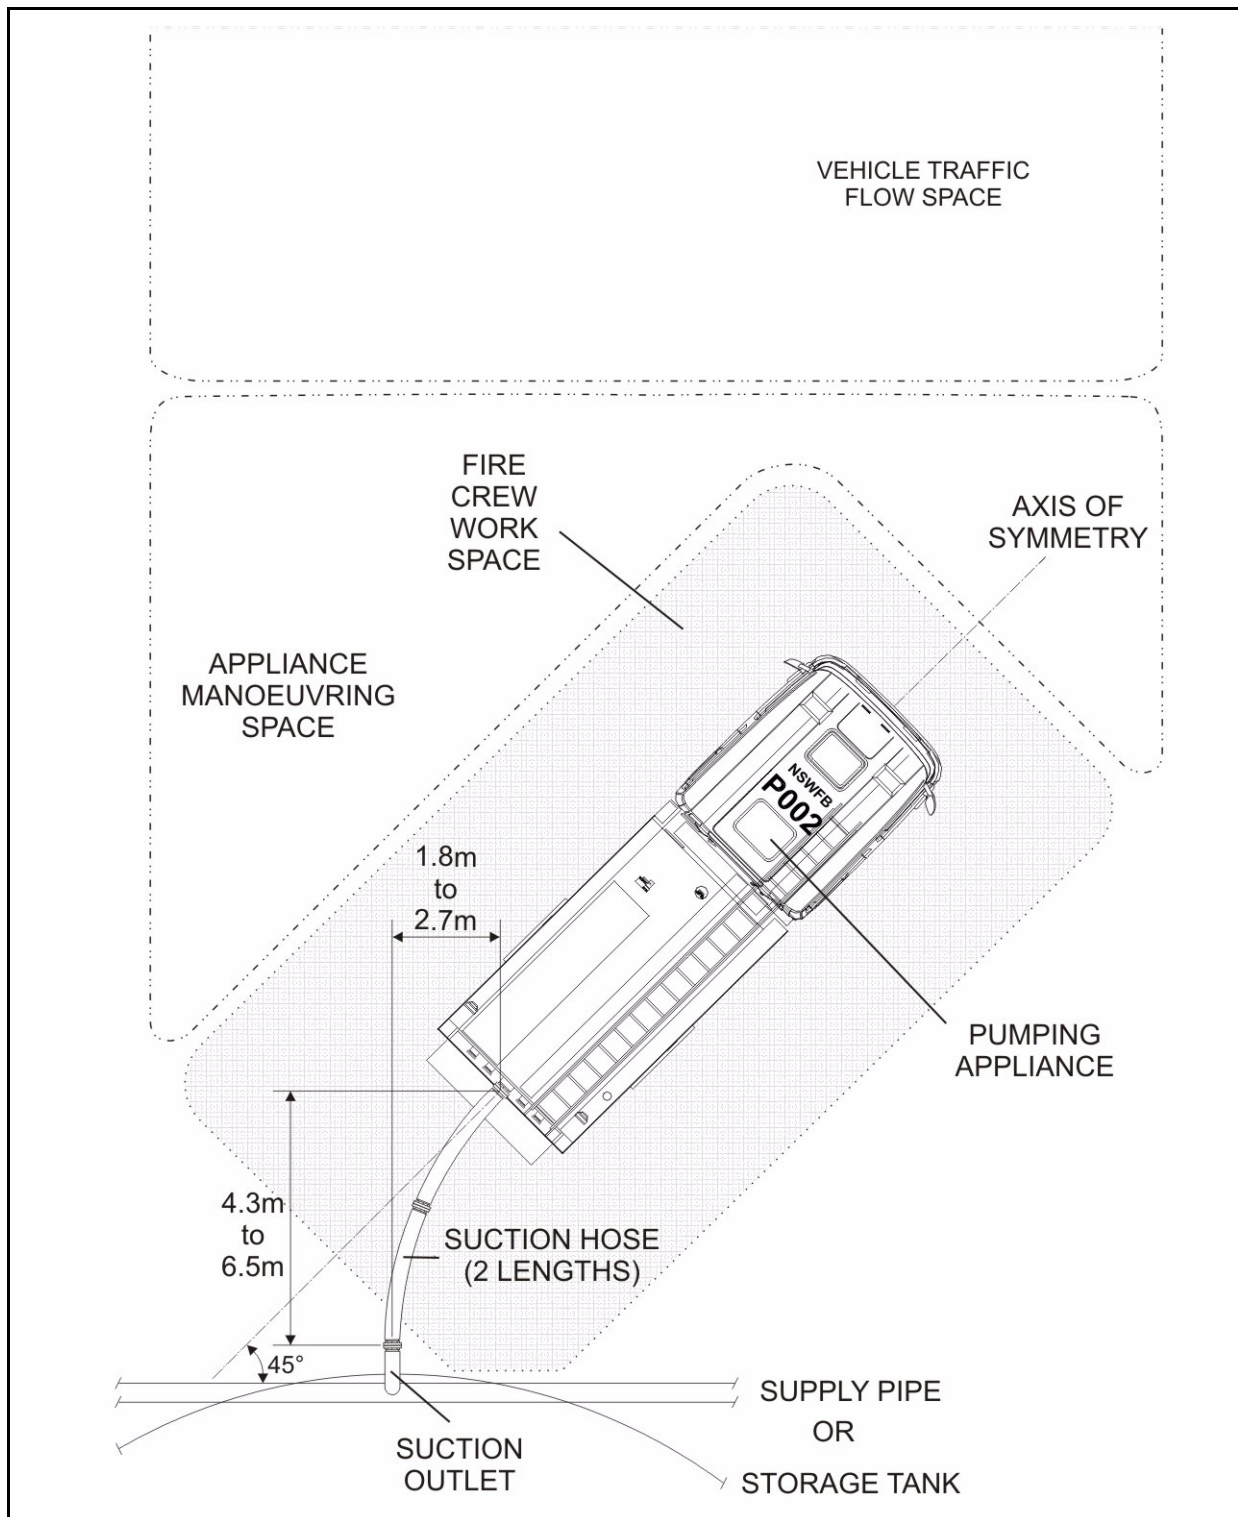 VEHICLE TRAFFIC
FLOW SPACE
FIRE
CREW
WORK
SPACE
AXIS OF
SYMMETRY
APPLIANCE
MANOEUVRING
SPACE
NSWFB
P002
1.8m
to
2.7m
PUMPING
APPLIANCE
4.3m
to
6.5m
SUCTION HOSE
(2 LENGTHS)
45°
SUPPLY PIPE
OR
STORAGE TANK
SUCTION
OUTLET